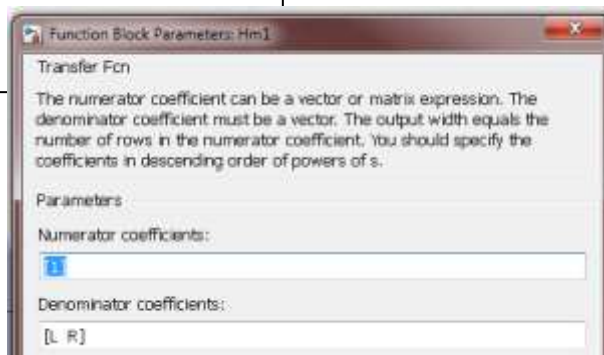 Function Block Parameters: Hm1
Transfer Fcn
The numerator coefficient can be a vector or matrix expression. The
denominator coefficient must be a vector. The output width equals the
number of rows in the numerator coefficient. You should specify the
coefficients in descending order of powers of s.
Parameters
Numerator coefficients:
[1]
Denominator coefficients:
[L R]